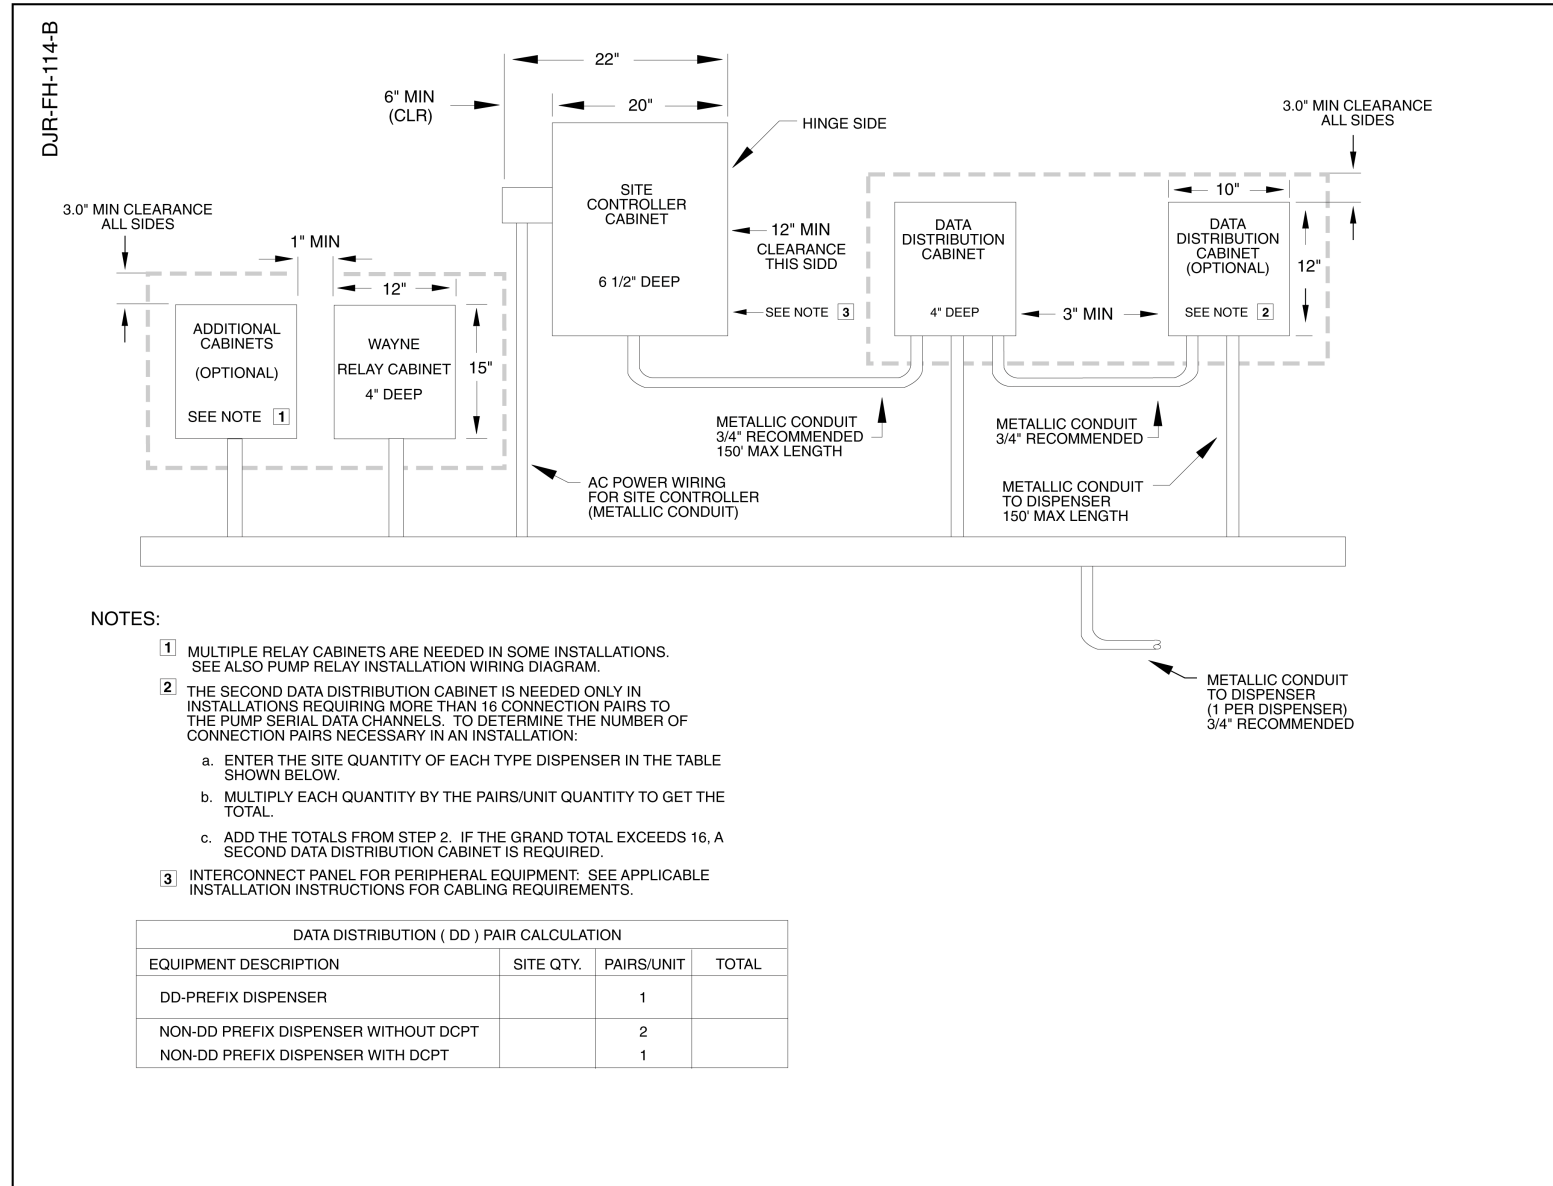 DJR-FH-114-B
22"
6" MIN
(CLR)
20"
HINGE SIDE
3.0" MIN CLEARANCE
ALL SIDES
SITE
CONTROLLER
CABINET
6 1/2" DEEP
12" MIN
CLEARANCE
THIS SIDD
SEE NOTE 3
DATA
DISTRIBUTION
CABINET
4" DEEP
3" MIN
10"
DATA
DISTRIBUTION
CABINET
(OPTIONAL)
SEE NOTE 2
12"
3.0" MIN CLEARANCE
ALL SIDES
1" MIN
12"
ADDITIONAL
CABINETS
(OPTIONAL)
SEE NOTE 1
WAYNE
RELAY CABINET
4" DEEP
15"
METALLIC CONDUIT
3/4" RECOMMENDED
150' MAX LENGTH
METALLIC CONDUIT
3/4" RECOMMENDED
AC POWER WIRING
FOR SITE CONTROLLER
(METALLIC CONDUIT)
METALLIC CONDUIT
TO DISPENSER
150' MAX LENGTH
METALLIC CONDUIT
TO DISPENSER
(1 PER DISPENSER)
3/4" RECOMMENDED
NOTES:
1 MULTIPLE RELAY CABINETS ARE NEEDED IN SOME INSTALLATIONS.
SEE ALSO PUMP RELAY INSTALLATION WIRING DIAGRAM.
2 THE SECOND DATA DISTRIBUTION CABINET IS NEEDED ONLY IN
INSTALLATIONS REQUIRING MORE THAN 16 CONNECTION PAIRS TO
THE PUMP SERIAL DATA CHANNELS. TO DETERMINE THE NUMBER OF
CONNECTION PAIRS NECESSARY IN AN INSTALLATION:
a. ENTER THE SITE QUANTITY OF EACH TYPE DISPENSER IN THE TABLE
SHOWN BELOW.
b. MULTIPLY EACH QUANTITY BY THE PAIRS/UNIT QUANTITY TO GET THE
TOTAL.
c. ADD THE TOTALS FROM STEP 2. IF THE GRAND TOTAL EXCEEDS 16, A
SECOND DATA DISTRIBUTION CABINET IS REQUIRED.
3 INTERCONNECT PANEL FOR PERIPHERAL EQUIPMENT: SEE APPLICABLE
INSTALLATION INSTRUCTIONS FOR CABLING REQUIREMENTS.
DATA DISTRIBUTION ( DD ) PAIR CALCULATION
EQUIPMENT DESCRIPTION SITE QTY. PAIRS/UNIT TOTAL
DD-PREFIX DISPENSER 1
NON-DD PREFIX DISPENSER WITHOUT DCPT 2
NON-DD PREFIX DISPENSER WITH DCPT 1